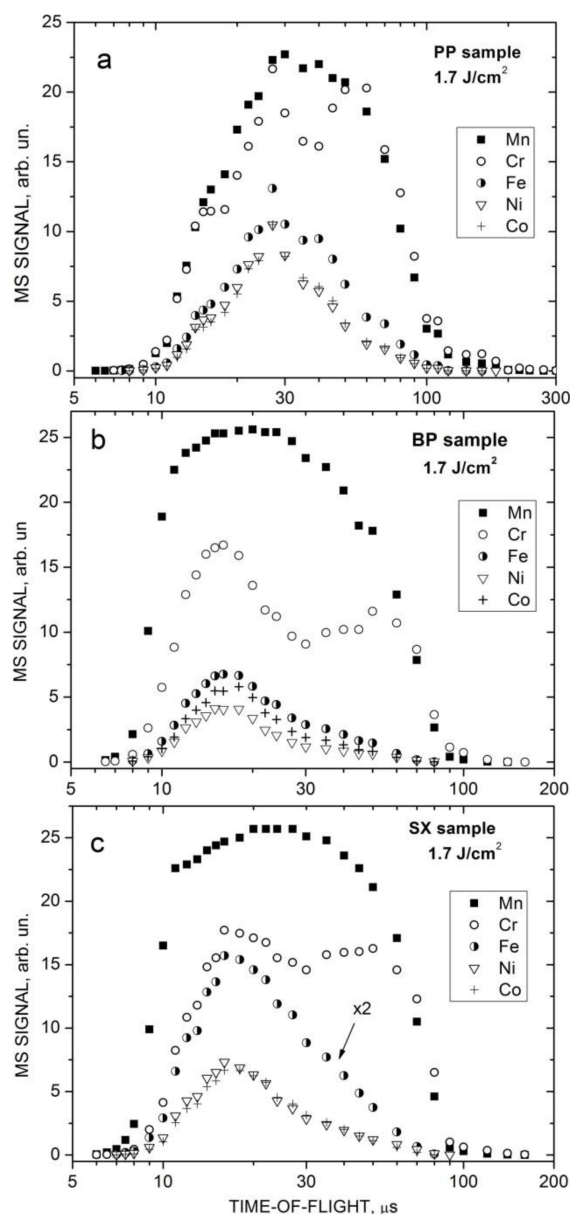 a
PP sample
1.7 J/cm²
Mn
Cr
Fe
Ni
Co
MS SIGNAL, arb. un.
25
20
15
10
5
0
5 10 30 100 300
b
BP sample
1.7 J/cm²
Mn
Cr
Fe
Ni
Co
MS SIGNAL, arb. un
25
20
15
10
5
0
5 10 30 100 200
c
SX sample
1.7 J/cm²
Mn
Cr
Fe
Ni
Co
x2
MS SIGNAL, arb. un.
25
20
15
10
5
0
5 10 30 100 200
TIME-OF-FLIGHT, μs